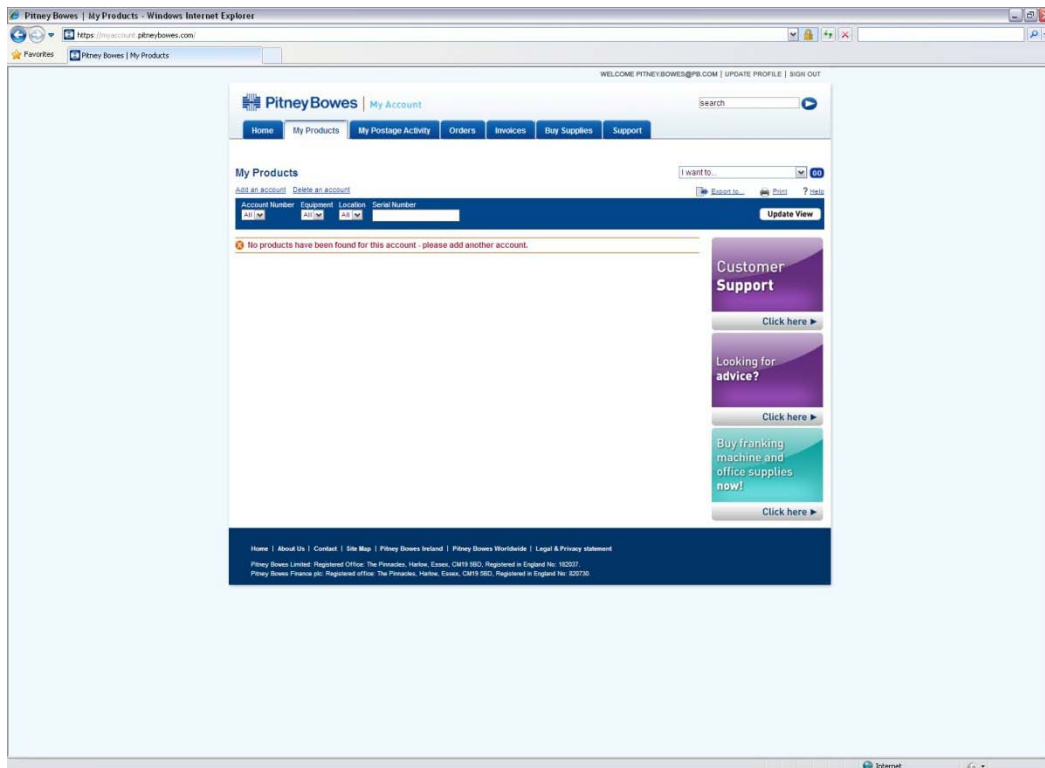 Pitney Bowes | My Products - Windows Internet Explorer
https://myaccount.pitneybowes.com/
Favorites Pitney Bowes | My Products
WELCOME PITNEY.BOWES@PB.COM | UPDATE PROFILE | SIGN OUT
Pitney Bowes | My Account
search
Home My Products My Postage Activity Orders Invoices Buy Supplies Support
My Products
I want to... GO
Add an account Delete an account
Export to... Print ? Help
Account Number Equipment Location Serial Number
All All All
Update View
No products have been found for this account - please add another account.
Customer
Support
Click here
Looking for
advice?
Click here
Buy franking
machine and
office supplies
now!
Click here
Home | About Us | Contact | Site Map | Pitney Bowes Ireland | Pitney Bowes Worldwide | Legal & Privacy statement
Pitney Bowes Limited: Registered Office: The Pinnacles, Harlow, Essex, CM19 5BD, Registered in England No: 182037.
Pitney Bowes Finance plc: Registered office: The Pinnacles, Harlow, Essex, CM19 5BD, Registered in England No: 820730.
Internet